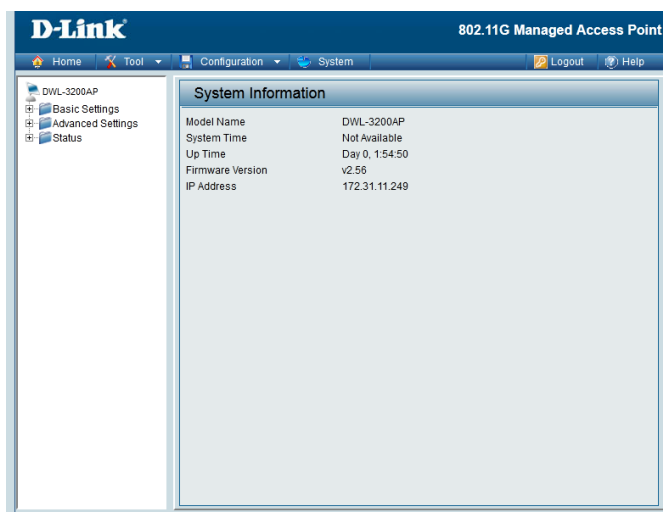 D-Link
802.11G Managed Access Point
Home Tool Configuration System Logout Help
DWL-3200AP
Basic Settings
Advanced Settings
Status
System Information
Model Name DWL-3200AP
System Time Not Available
Up Time Day 0, 1:54:50
Firmware Version v2.56
IP Address 172.31.11.249